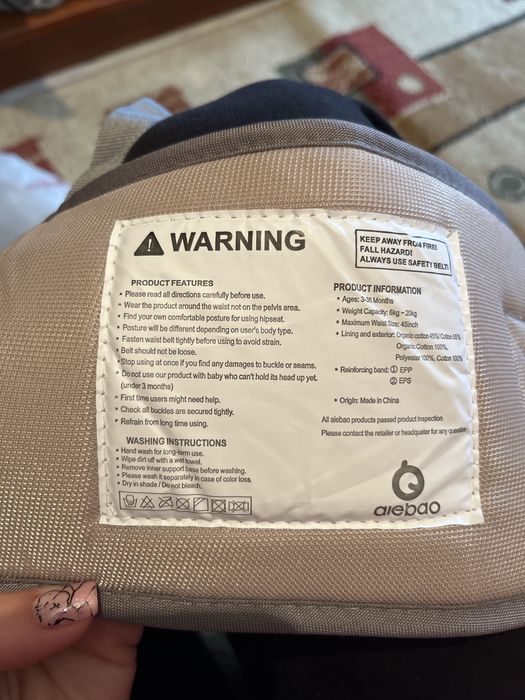 WARNING
KEEP AWAY FROM FIRE!
FALL HAZARD!
ALWAYS USE SAFETY BELT!
PRODUCT FEATURES
• Please read all directions carefully before use.
• Wear the product around the waist not on the pelvis area.
• Find your own comfortable posture for using hipseat.
• Posture will be different depending on user's body type.
• Fasten waist belt tightly before using to avoid strain.
• Belt should not be loose.
• Stop using at once if you find any damages to buckle or seams.
• Do not use our product with baby who can't hold its head up yet.
(under 3 months)
• First time users might need help.
• Check all buckles are secured tightly.
• Refrain from long time using.
WASHING INSTRUCTIONS
• Hand wash for long-term use.
• Wipe dirt off with a wet towel.
• Remove inner support base before washing.
• Please wash it separately in case of color loss.
• Dry in shade / Do not bleach.
PRODUCT INFORMATION
• Ages: 3-36 Months
• Weight Capacity: 6kg ~ 20kg
• Maximum Waist Size: 45inch
• Lining and exterior: Organic cotton 45%/ Cotton 55%
Organic Cotton 100%,
Polyester 100%, Cotton 100%
• Reinforcing band: ① EPP
② EPS
• Origin: Made in China
All aiebao products passed product inspection
Please contact the retailer or headquater for any question
aiebao